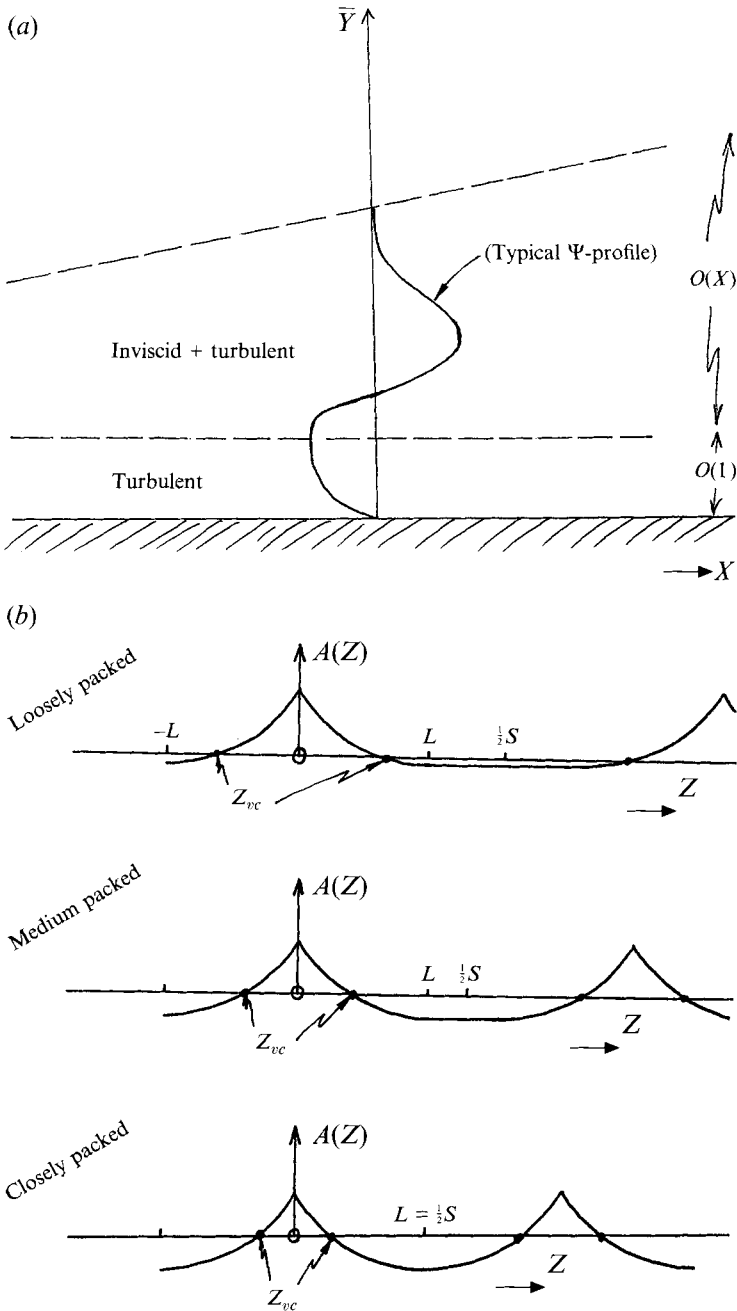 (a)
Ȳ
(Typical Ψ-profile)
O(X)
Inviscid + turbulent
O(1)
Turbulent
X
(b)
Loosely packed
A(Z)
−L
L
½S
Z_vc
Z
Medium packed
A(Z)
L
½S
Z_vc
Z
Closely packed
A(Z)
L = ½S
Z_vc
Z